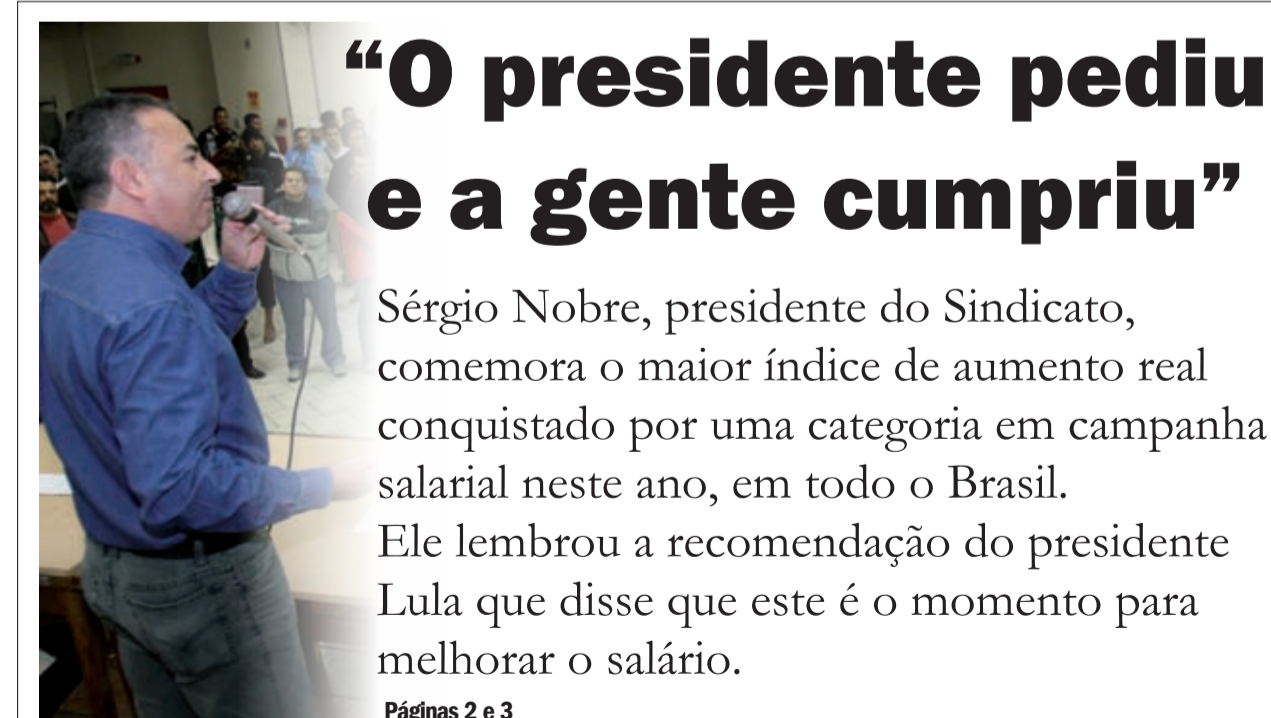 “O presidente pediu
e a gente cumpriu”
Sérgio Nobre, presidente do Sindicato,
comemora o maior índice de aumento real
conquistado por uma categoria em campanha
salarial neste ano, em todo o Brasil.
Ele lembrou a recomendação do presidente
Lula que disse que este é o momento para
melhorar o salário.
Páginas 2 e 3